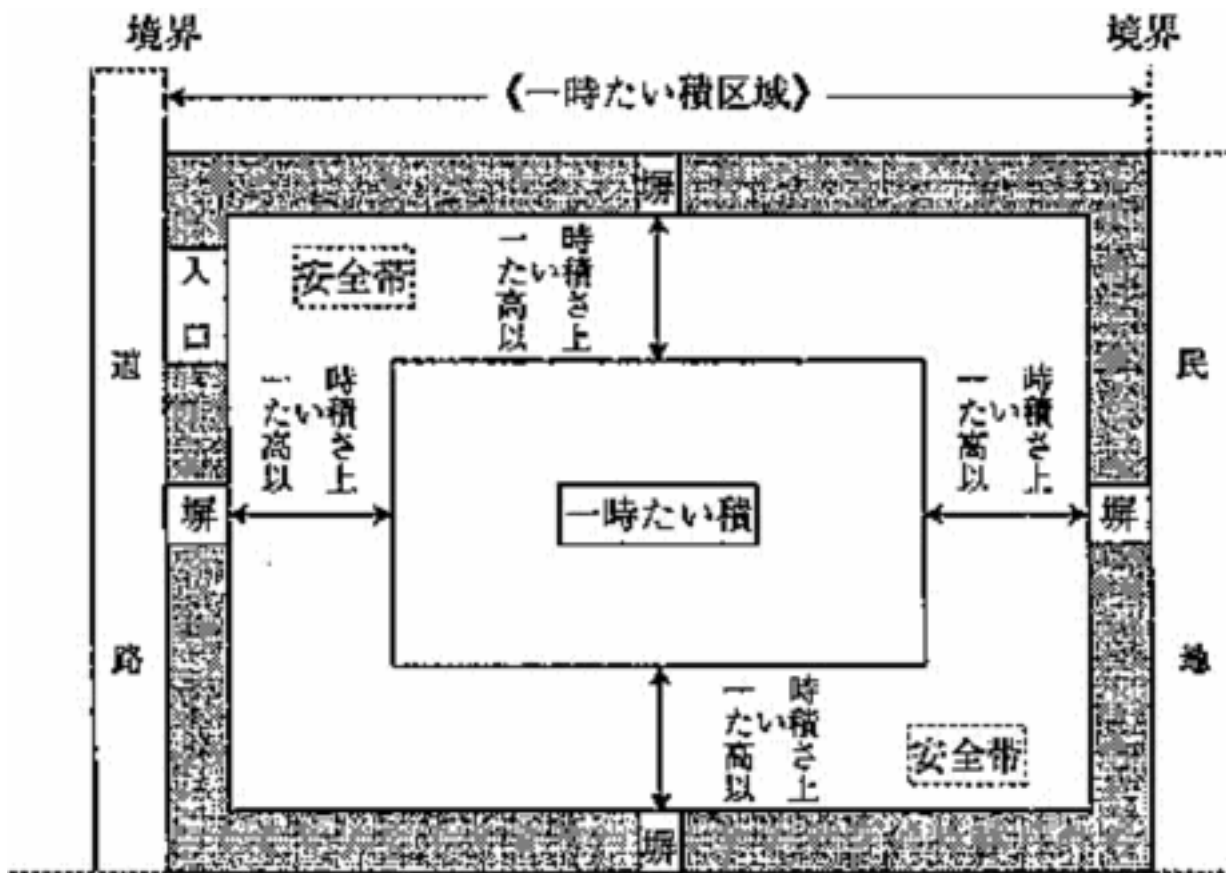 境界
境界
《一時たい積区域》
塀
安全帯
一時たい積高さ以上
入口
道路
民地
一時たい積高さ以上
一時たい積高さ以上
塀
一時たい積
塀
一時たい積高さ以上
安全帯
塀